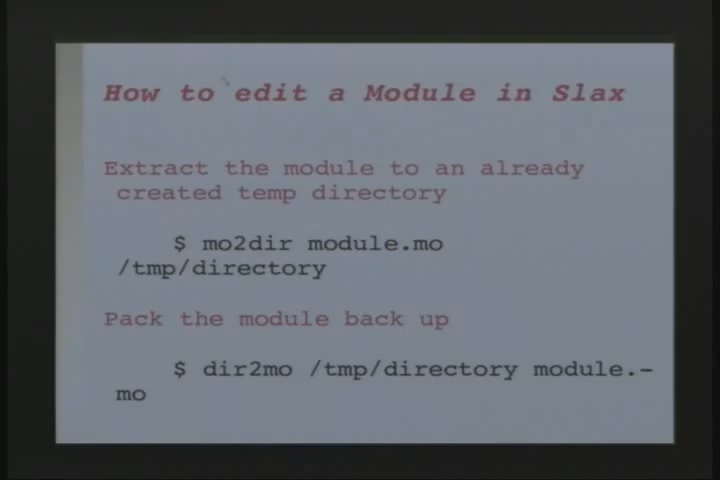 How to edit a Module in Slax
Extract the module to an already
created temp directory
$ mo2dir module.mo
/tmp/directory
Pack the module back up
$ dir2mo /tmp/directory module.-
mo